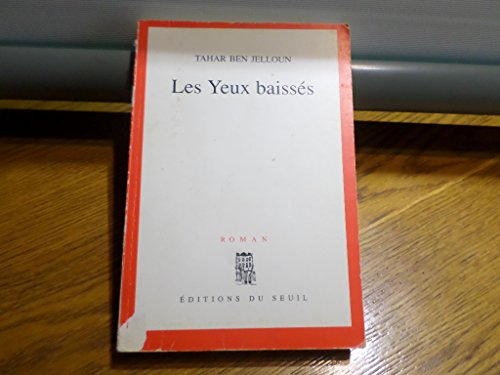 TAHAR BEN JELLOUN
Les Yeux baissés
ROMAN
ÉDITIONS DU SEUIL